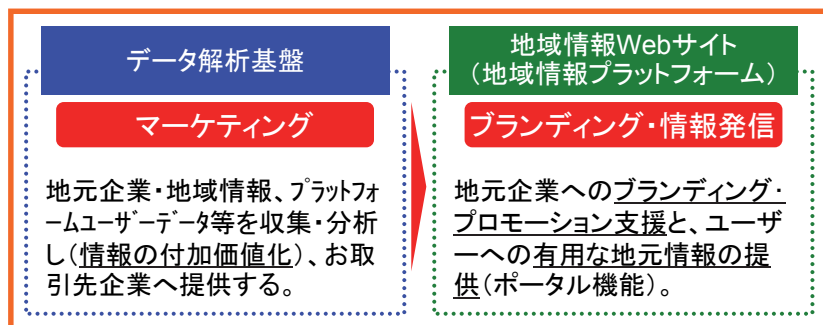 データ解析基盤
マーケティング
地元企業・地域情報、プラットフォ
ームユーザーデータ等を収集・分析
し(情報の付加価値化)、お取
引先企業へ提供する。
地域情報Webサイト
(地域情報プラットフォーム)
ブランディング・情報発信
地元企業へのブランディング・
プロモーション支援と、ユーザ
ーへの有用な地元情報の提
供(ポータル機能)。